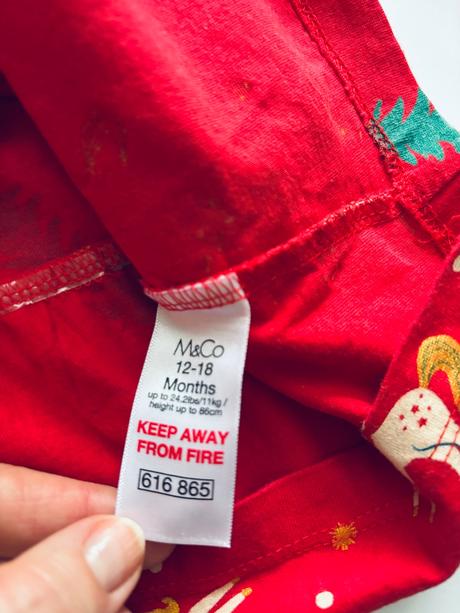 M&Co
12-18
Months
up to 24.2lbs/11kg/
height up to 86cm
KEEP AWAY
FROM FIRE
616 865